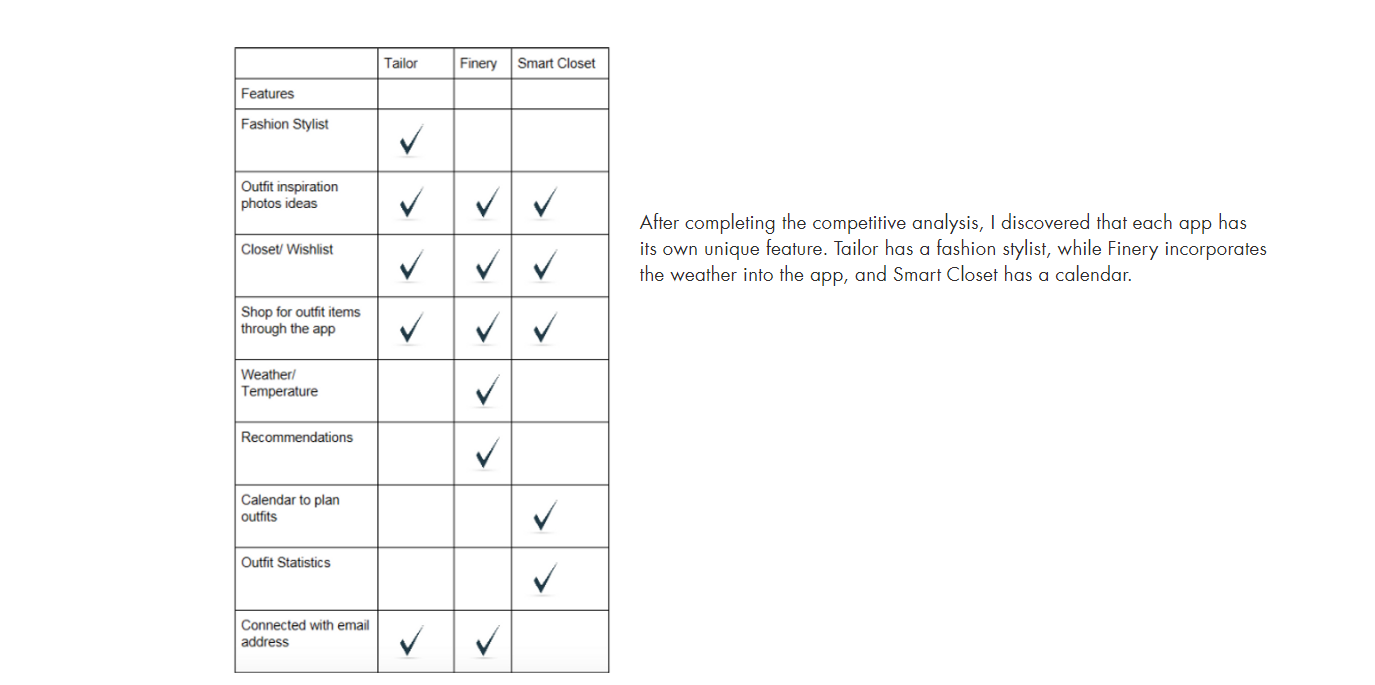 Tailor Finery Smart Closet
Features
Fashion Stylist
Outfit inspiration
photos ideas
Closet/ Wishlist
Shop for outfit items
through the app
Weather/
Temperature
Recommendations
Calendar to plan
outfits
Outfit Statistics
Connected with email
address
After completing the competitive analysis, I discovered that each app has
its own unique feature. Tailor has a fashion stylist, while Finery incorporates
the weather into the app, and Smart Closet has a calendar.